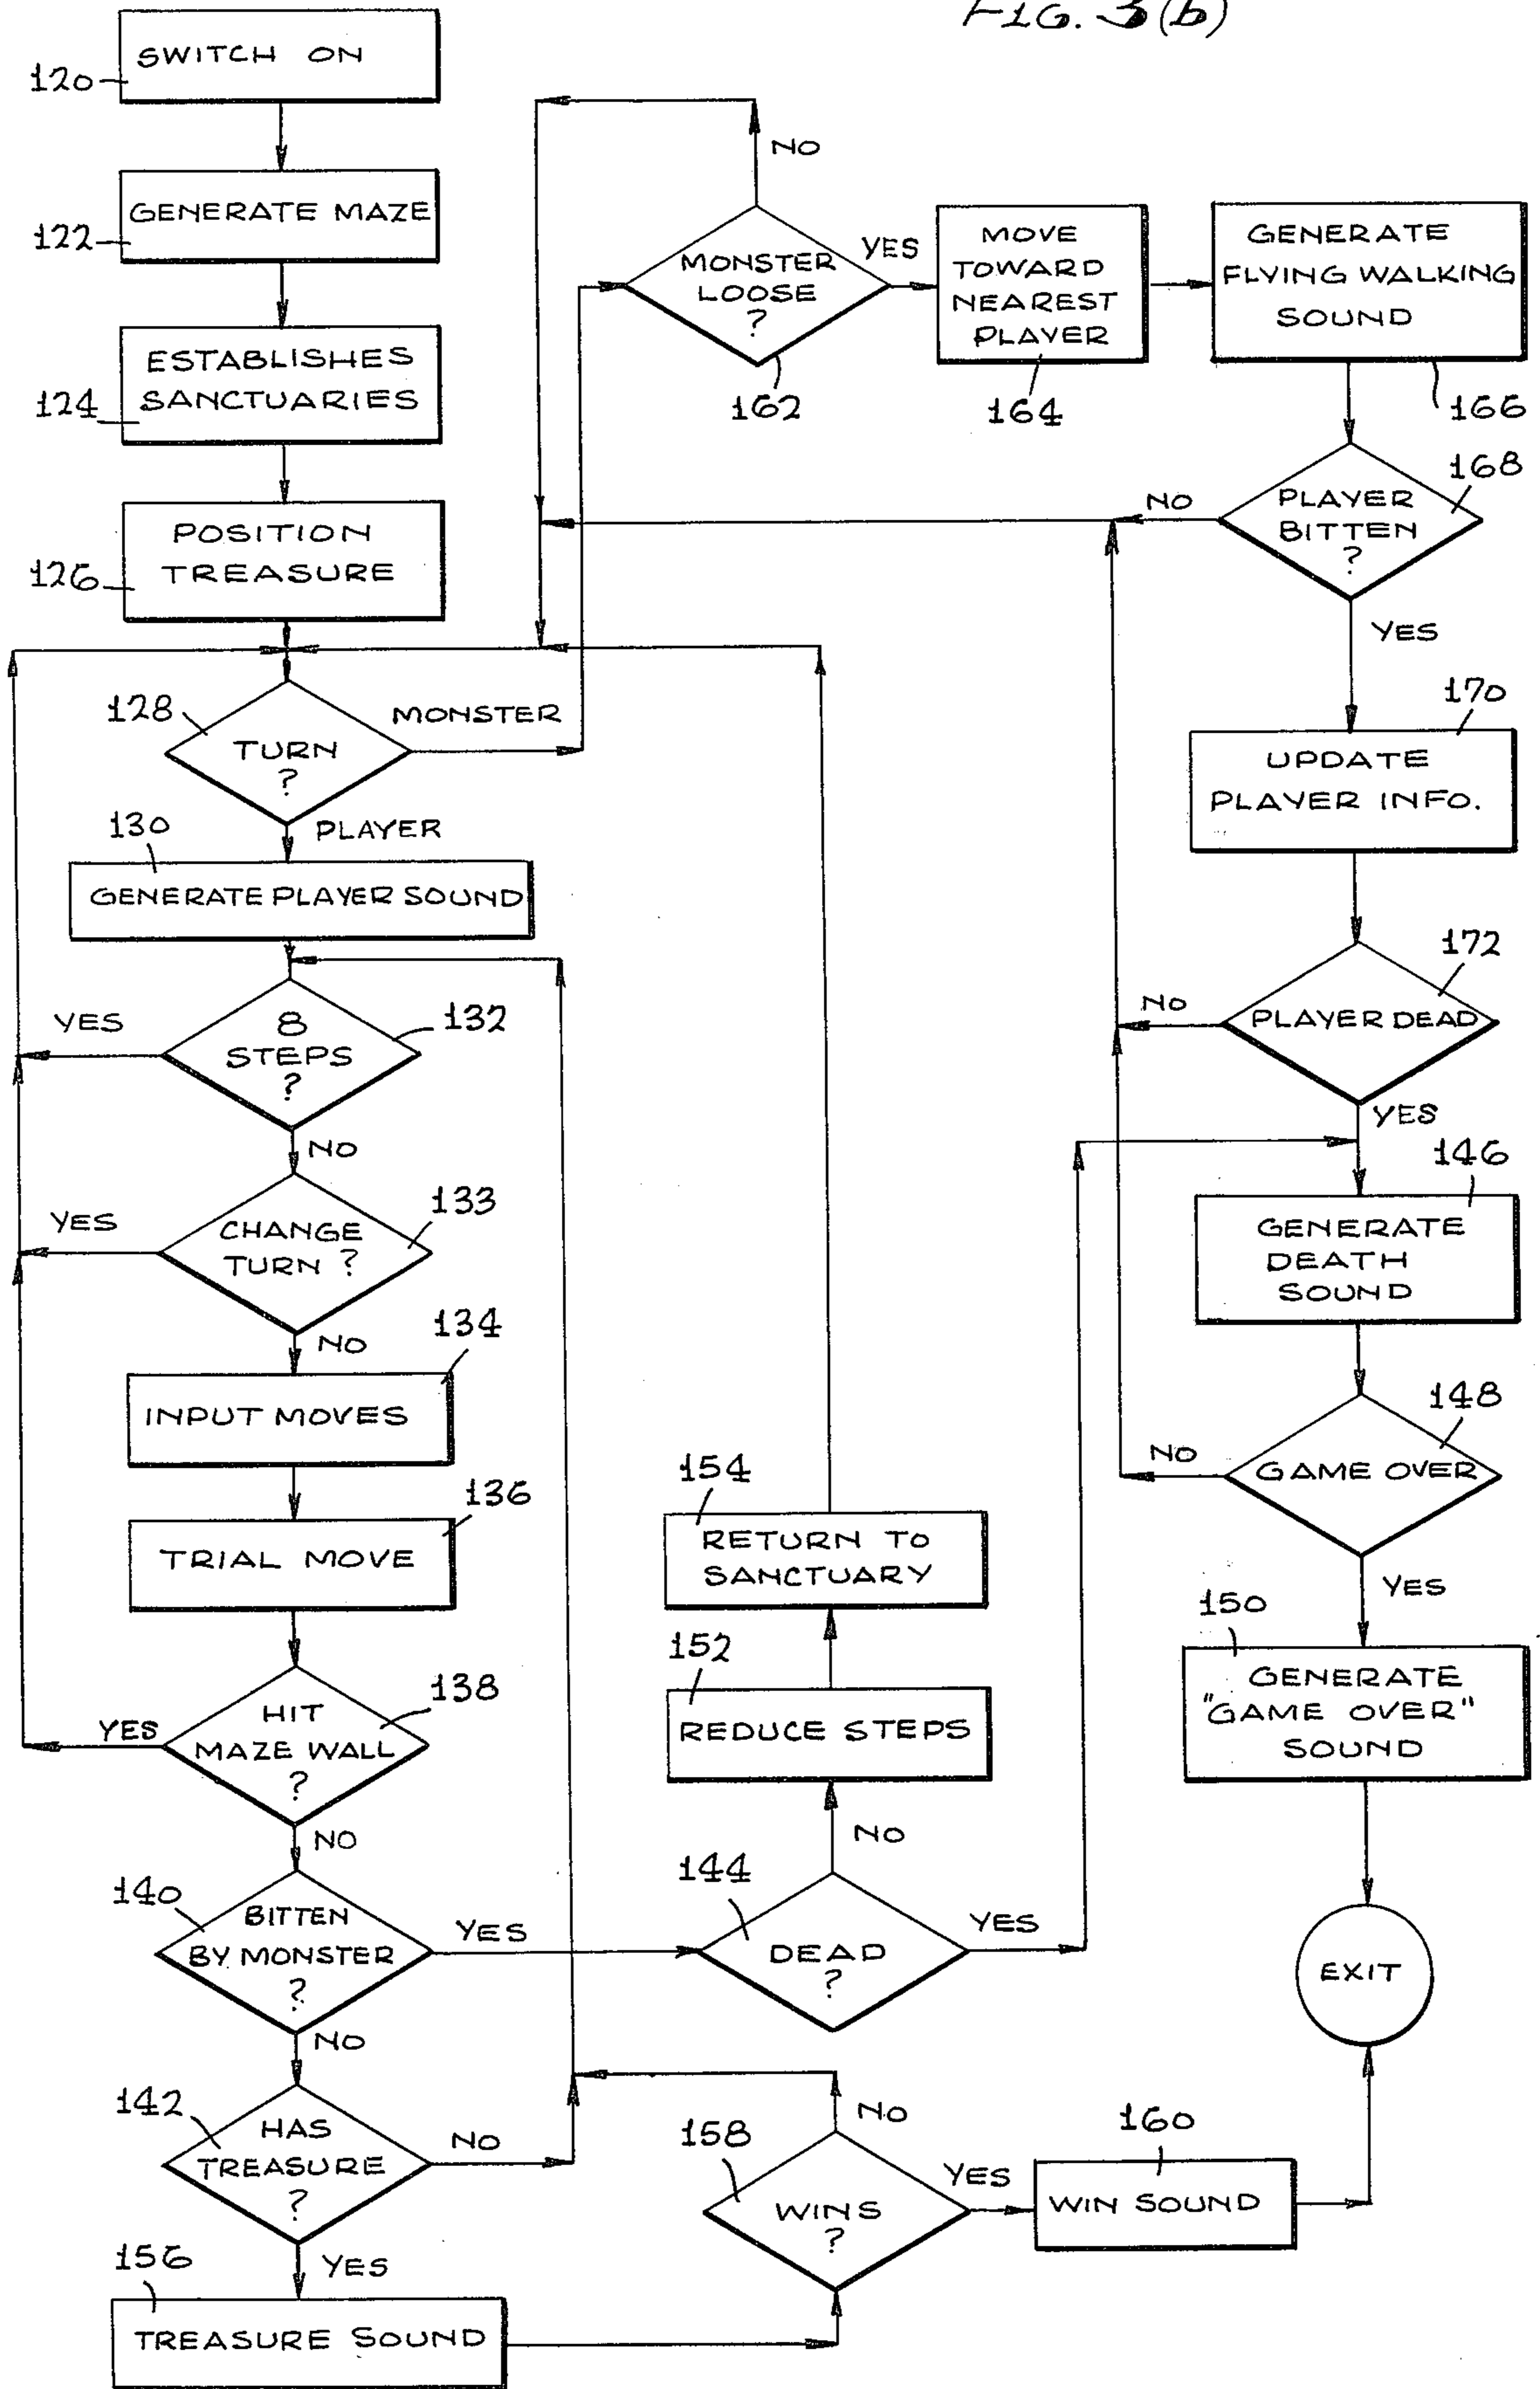 FIG. 3(b)
SWITCH ON
120
GENERATE MAZE
122
ESTABLISHES
SANCTUARIES
124
POSITION
TREASURE
126
128
TURN
?
MONSTER
PLAYER
130
GENERATE PLAYER SOUND
8
STEPS
?
132
YES
NO
CHANGE
TURN ?
133
YES
NO
134
INPUT MOVES
136
TRIAL MOVE
HIT
MAZE WALL
?
138
YES
NO
140
BITTEN
BY MONSTER
?
YES
NO
142
HAS
TREASURE
?
NO
YES
156
TREASURE SOUND
NO
MONSTER
LOOSE
?
162
YES
MOVE
TOWARD
NEAREST
PLAYER
164
GENERATE
FLYING WALKING
SOUND
166
168
PLAYER
BITTEN
?
NO
YES
170
UPDATE
PLAYER INFO.
172
PLAYER DEAD
NO
YES
146
GENERATE
DEATH
SOUND
148
GAME OVER
NO
YES
150
GENERATE
"GAME OVER"
SOUND
EXIT
154
RETURN TO
SANCTUARY
152
REDUCE STEPS
NO
144
DEAD
?
YES
158
WINS
?
NO
YES
160
WIN SOUND